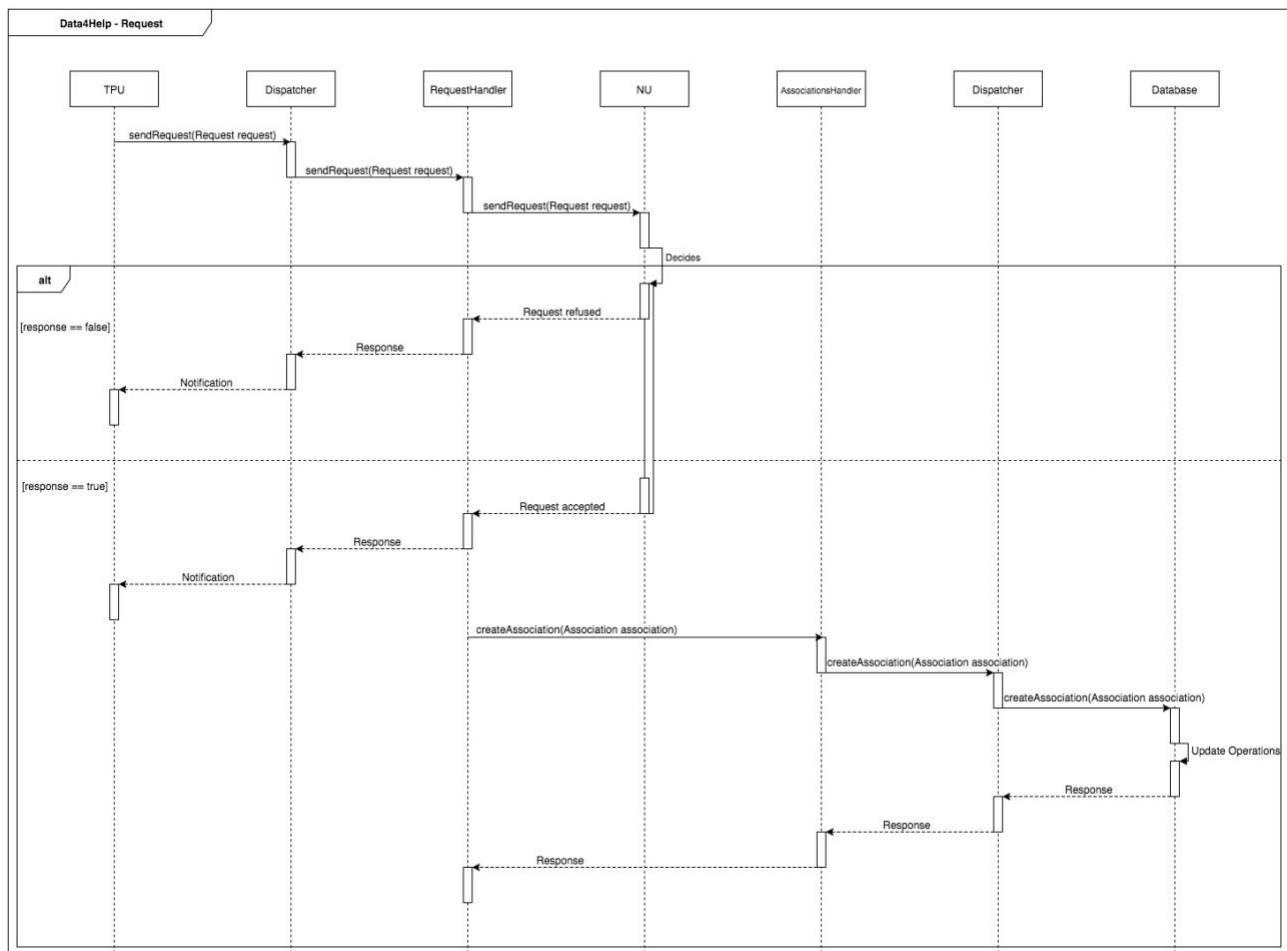 Data4Help - Request
TPU
Dispatcher
RequestHandler
NU
AssociationsHandler
Dispatcher
Database
sendRequest(Request request)
sendRequest(Request request)
sendRequest(Request request)
Decides
alt
Request refused
[response == false]
Response
Notification
[response == true]
Request accepted
Response
Notification
createAssociation(Association association)
createAssociation(Association association)
createAssociation(Association association)
Update Operations
Response
Response
Response